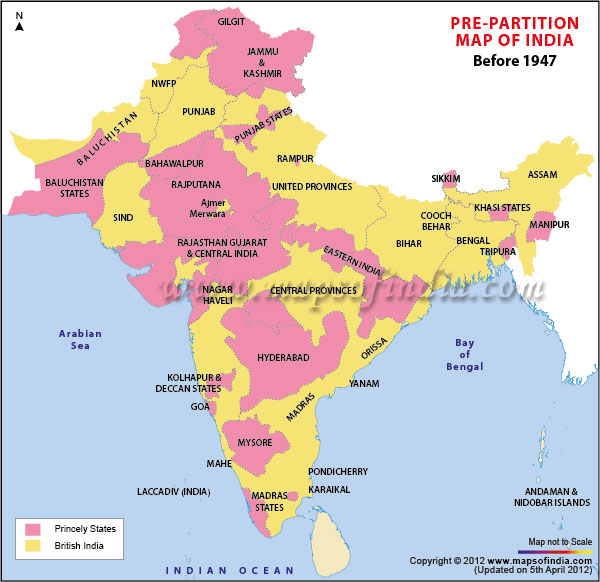 N
PRE-PARTITION
MAP OF INDIA
Before 1947
GILGIT
JAMMU
&
KASHMIR
NWFP
PUNJAB
BALUCHISTAN
PUNJAB STATES
BAHAWALPUR
RAMPUR
BALUCHISTAN
STATES
RAJPUTANA
UNITED PROVINCES
SIKKIM
ASSAM
Ajmer
Merwara
SIND
COOCH
BEHAR
KHASI STATES
MANIPUR
RAJASTHAN GUJARAT
& CENTRAL INDIA
BIHAR
BENGAL
TRIPURA
EASTERN INDIA
NAGAR
HAVELI
CENTRAL PROVINCES
www.mapsofindia.com
Arabian
Sea
HYDERABAD
ORISSA
Bay
of
Bengal
KOLHAPUR &
DECCAN STATES
YANAM
GOA
MADRAS
MYSORE
MAHE
PONDICHERRY
LACCADIV (INDIA)
KARAIKAL
MADRAS
STATES
ANDAMAN &
NIDOBAR ISLANDS
Princely States
British India
Map not to Scale
Copyright © 2012 www.mapsofindia.com
(Updated on 5th April 2012)
INDIAN OCEAN